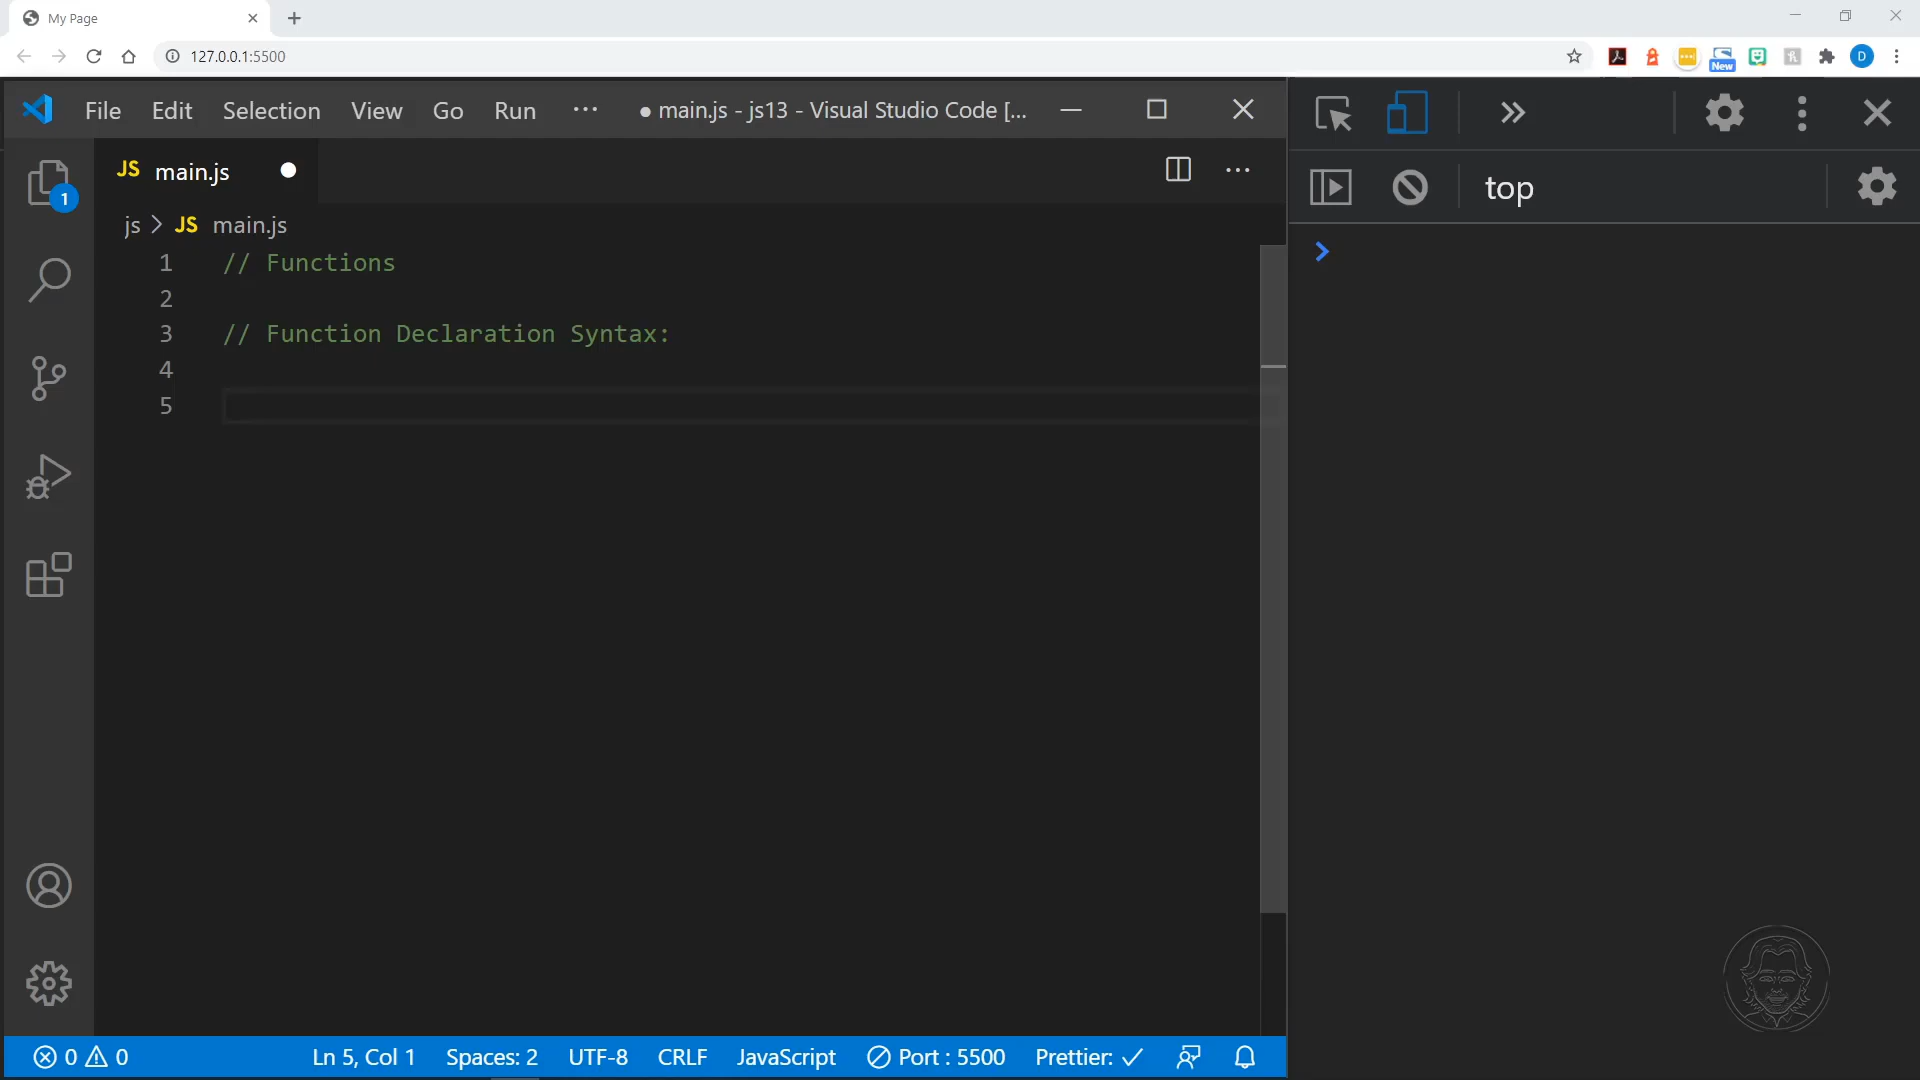 My Page
127.0.0.1:5500
New
D
File Edit Selection View Go Run ··· ● main.js - js13 - Visual Studio Code [...
JS main.js
1
js > JS main.js
top
1 // Functions
2
3 // Function Declaration Syntax:
4
5
0 0 Ln 5, Col 1 Spaces: 2 UTF-8 CRLF JavaScript Port : 5500 Prettier: ✓